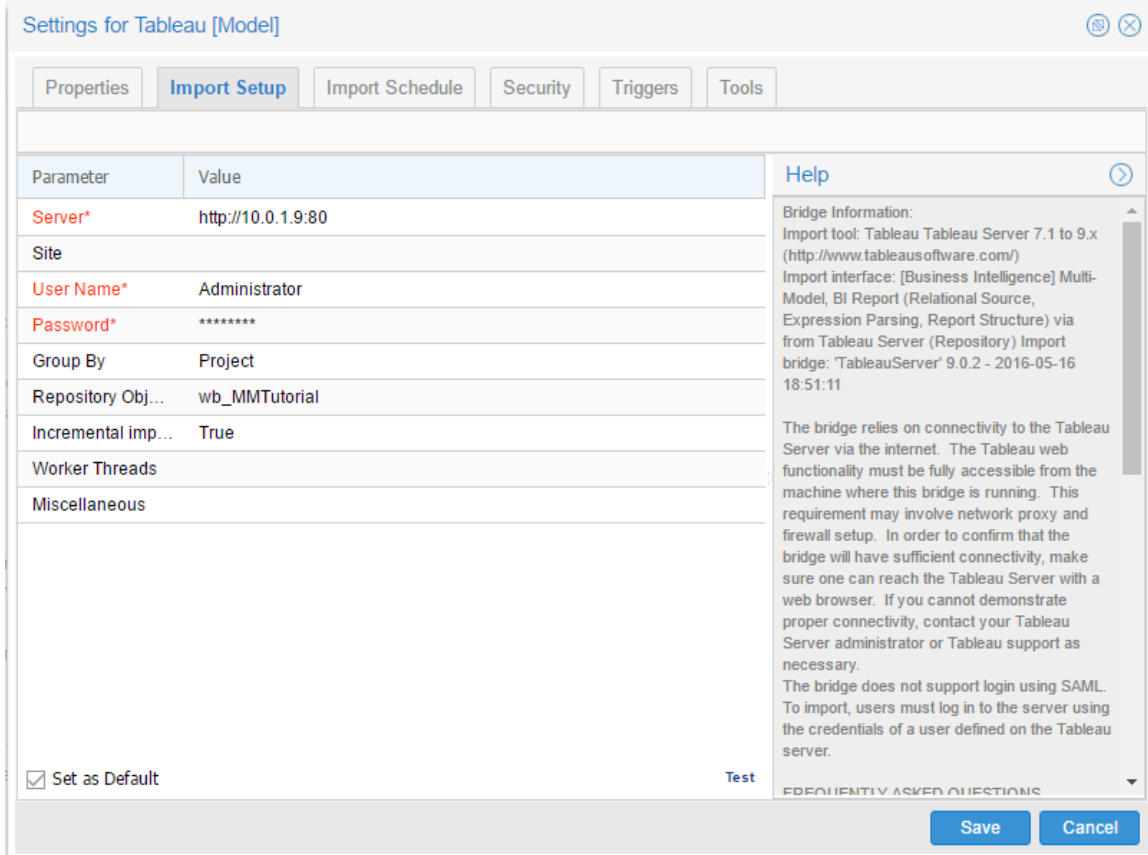 Settings for Tableau [Model]
Properties
Import Setup
Import Schedule
Security
Triggers
Tools
Parameter Value
Server* http://10.0.1.9:80
Site
User Name* Administrator
Password* ********
Group By Project
Repository Obj... wb_MMTutorial
Incremental imp... True
Worker Threads
Miscellaneous
Set as Default
Test
Help
Bridge Information:
Import tool: Tableau Tableau Server 7.1 to 9.x
(http://www.tableausoftware.com/)
Import interface: [Business Intelligence] Multi-
Model, BI Report (Relational Source,
Expression Parsing, Report Structure) via
from Tableau Server (Repository) Import
bridge: 'TableauServer' 9.0.2 - 2016-05-16
18:51:11
The bridge relies on connectivity to the Tableau
Server via the internet. The Tableau web
functionality must be fully accessible from the
machine where this bridge is running. This
requirement may involve network proxy and
firewall setup. In order to confirm that the
bridge will have sufficient connectivity, make
sure one can reach the Tableau Server with a
web browser. If you cannot demonstrate
proper connectivity, contact your Tableau
Server administrator or Tableau support as
necessary.
The bridge does not support login using SAML.
To import, users must log in to the server using
the credentials of a user defined on the Tableau
server.
FREQUENTLY ASKED QUESTIONS
Save
Cancel